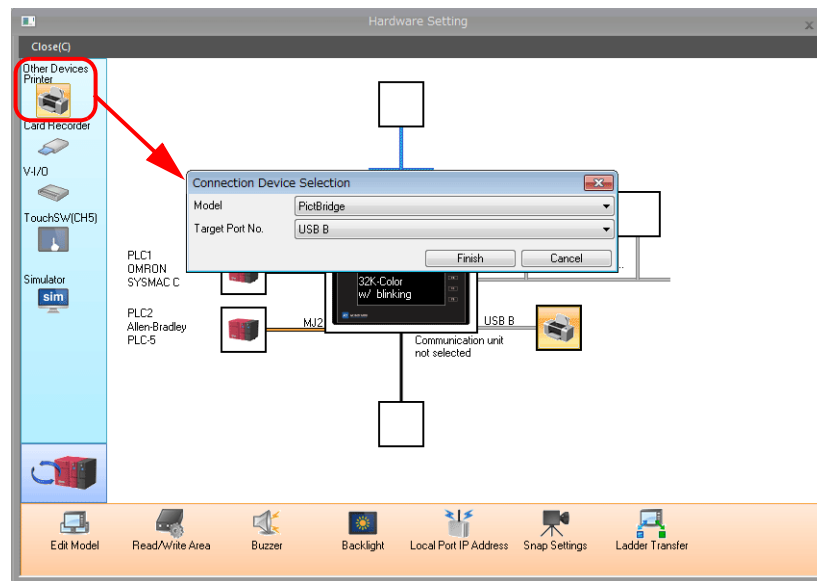 Hardware Setting
Close(C)
Other Devices
Printer
Card Recorder
V-I/O
TouchSW(CH5)
Simulator
sim
Connection Device Selection
Model
PictBridge
Target Port No.
USB B
Finish
Cancel
PLC1
OMRON
SYSMAC C
32K-Color
w/ blinking
PLC2
Allen-Bradley
PLC-5
MJ2
USB B
Communication unit
not selected
Edit Model
Read/Write Area
Buzzer
Backlight
Local Port IP Address
Snap Settings
Ladder Transfer